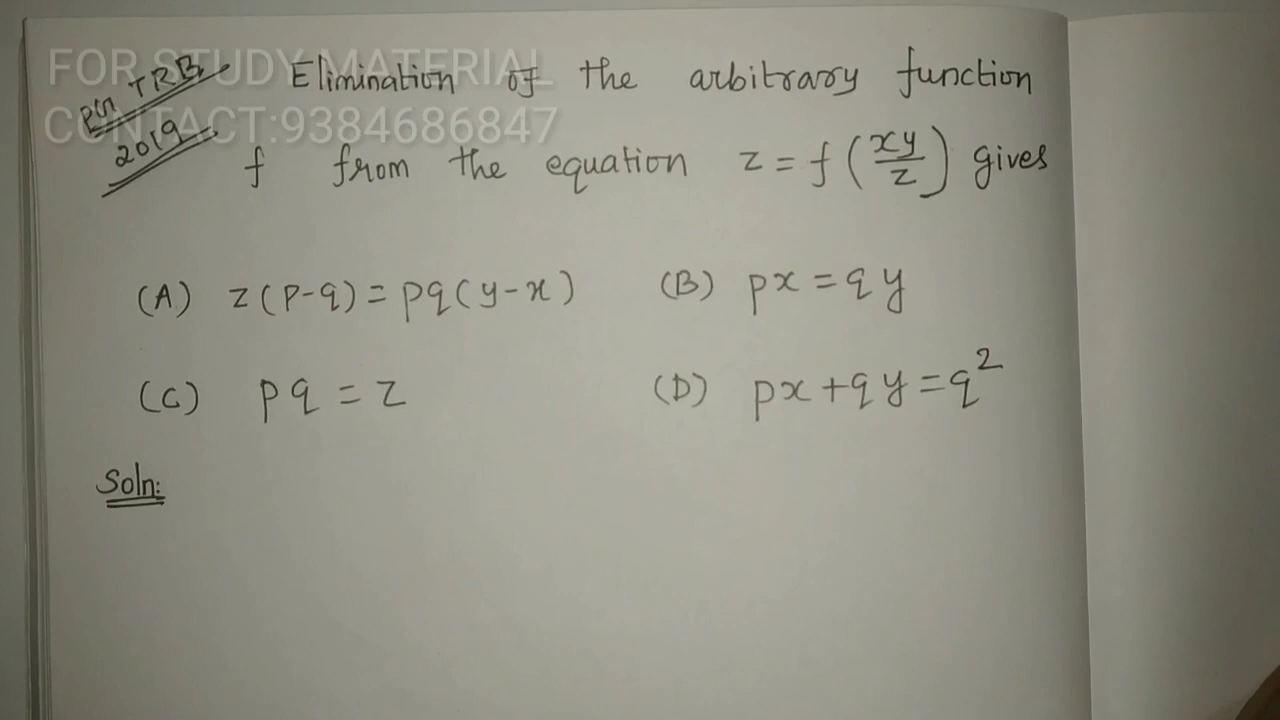 FOR STUDY MATERIAL
CONTACT:9384686847
PG TRB
2019
Elimination of the arbitrary function
f from the equation z = f(xy/z) gives
(A) z(p-q) = pq(y-x) (B) px = qy
(C) pq = z (D) px + qy = q²
Soln: